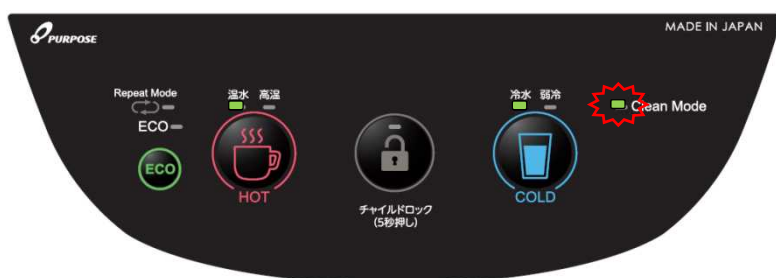 PURPOSE
MADE IN JAPAN
Repeat Mode
温水 高温
冷水 弱冷
Clean Mode
ECO
ECO
HOT
COLD
チャイルドロック
(5秒押し)